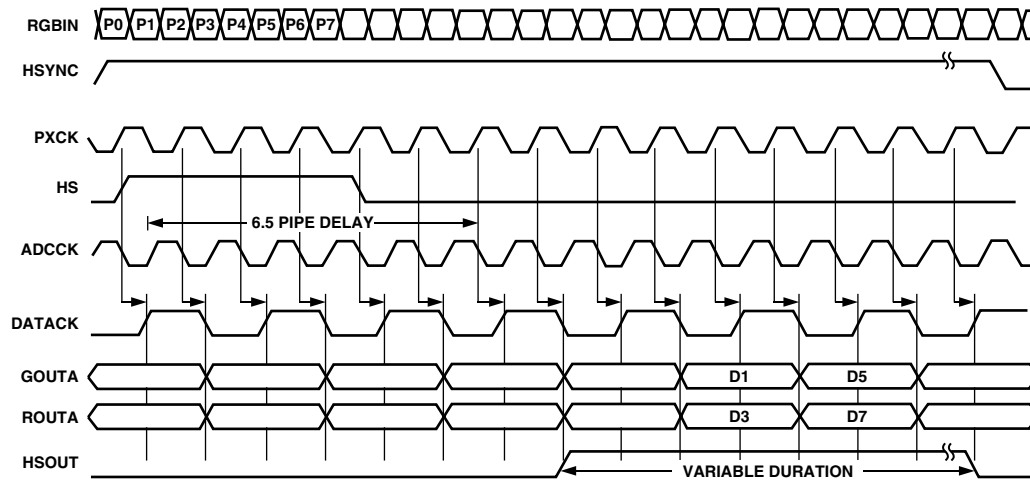 RGBIN P0 P1 P2 P3 P4 P5 P6 P7
HSYNC
PXCK
HS
6.5 PIPE DELAY
ADCCK
DATACK
GOUTA D1 D5
ROUTA D3 D7
HSOUT VARIABLE DURATION